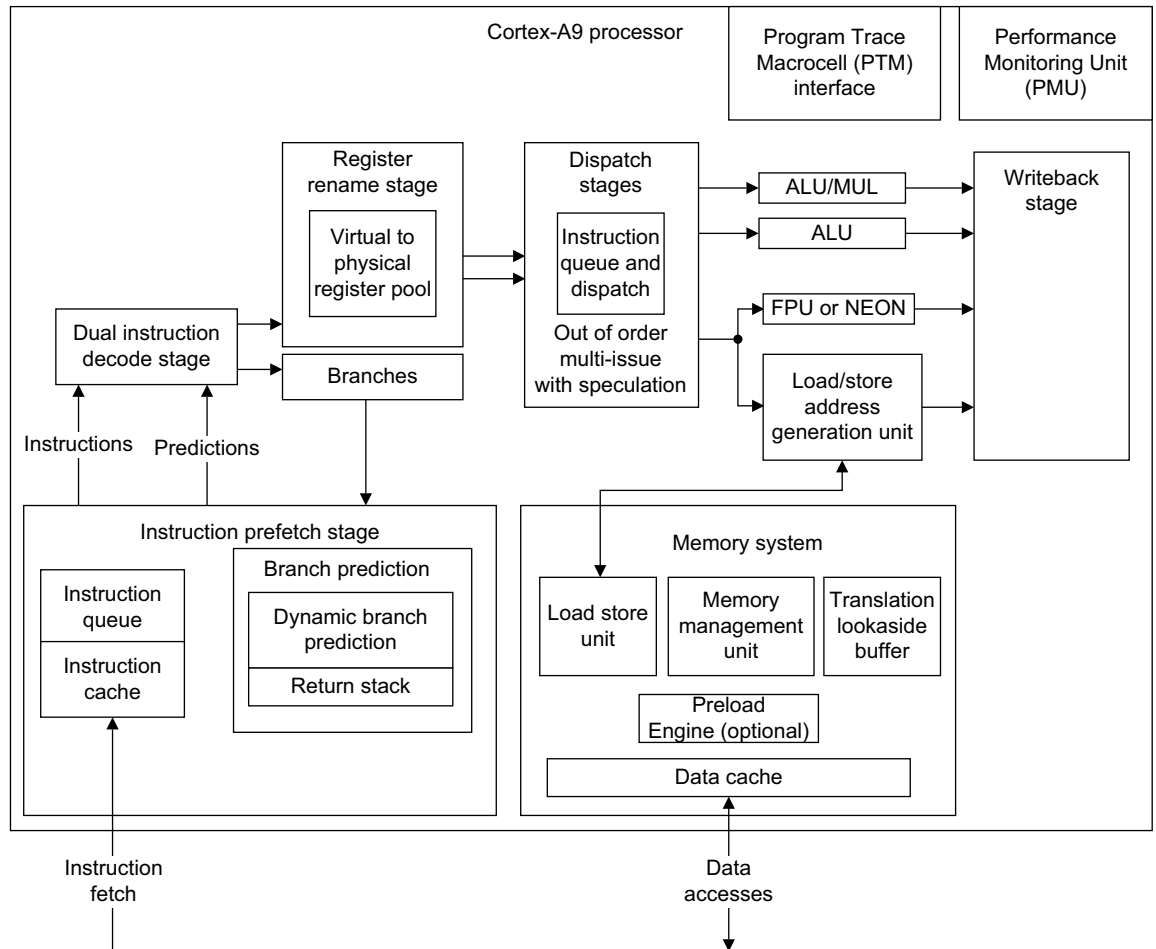 Cortex-A9 processor
Program Trace
Macrocell (PTM)
interface
Performance
Monitoring Unit
(PMU)
Register
rename stage
Virtual to
physical
register pool
Dispatch
stages
Instruction
queue and
dispatch
Out of order
multi-issue
with speculation
ALU/MUL
ALU
FPU or NEON
Load/store
address
generation unit
Writeback
stage
Dual instruction
decode stage
Branches
Instructions
Predictions
Instruction prefetch stage
Instruction
queue
Instruction
cache
Branch prediction
Dynamic branch
prediction
Return stack
Memory system
Load store
unit
Memory
management
unit
Translation
lookaside
buffer
Preload
Engine (optional)
Data cache
Instruction
fetch
Data
accesses